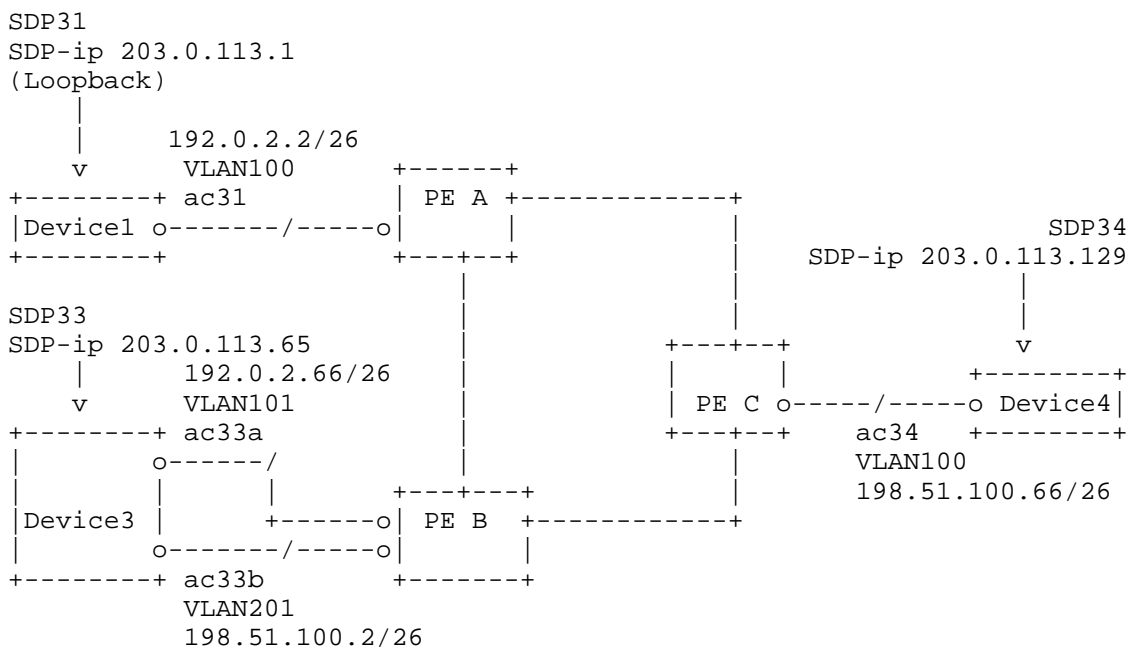 SDP31
SDP-ip 203.0.113.1
(Loopback)
192.0.2.2/26
VLAN100
ac31
PE A
Device1
SDP34
SDP-ip 203.0.113.129
SDP33
SDP-ip 203.0.113.65
192.0.2.66/26
VLAN101
ac33a
PE C
Device4
ac34
VLAN100
198.51.100.66/26
Device3
PE B
ac33b
VLAN201
198.51.100.2/26